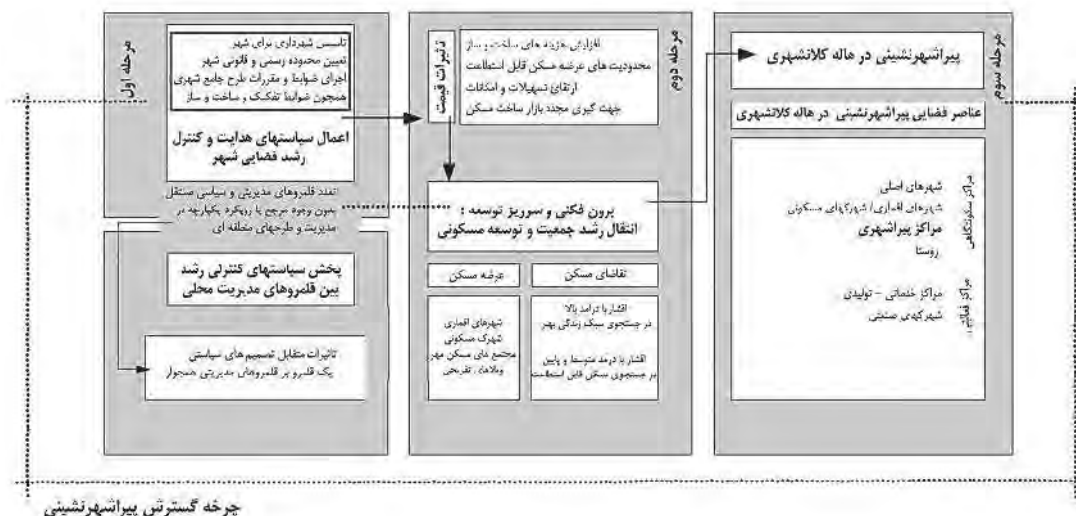 مرحله اول
تاسیس شهرداری برای شهر
تعیین محدوده رسمی و قانونی شهر
اجرای ضوابط و مقررات طرح جامع شهری
همچون ضوابط تفکیک و ساخت و ساز
اعمال سیاستهای هدایت و کنترل
رشد فضایی شهر
تعدد قلمروهای مدیریتی و سیاسی مستقل
بدون وجود مرجع با رویکرد یکپارچه در
مدیریت و طرحهای منطقه ای
پخش سیاستهای کنترلی رشد
بین قلمروهای مدیریت محلی
تاثیرات متقابل تصمیم های سیاستی
یک قلمرو بر قلمروهای مدیریتی همجوار
مرحله دوم
تاثیرات قیمت
افزایش هزینه های ساخت و ساز
محدودیت های عرضه مسکن قابل استطاعت
ارتقائ تسهیلات و امکانات
جهت گیری مجدد بازار ساخت مسکن
برون فکنی و سرریز توسعه :
انتقال رشد جمعیت و توسعه مسکونی
تقاضای مسکن
اقشار با درآمد بالا
در جستجوی سبک زندگی بهتر
اقشار با درمد متوسط و پایین
در جستجوی مسکن قابل استطاعت
عرضه مسکن
شهرهای اقماری
شهرک مسکونی
مجتمع های مسکن مهر
ویلاهای تفریحی
مرحله سوم
پیراشهرنشینی در هاله کلانشهری
عناصر فضایی پیراشهرنشینی در هاله کلانشهری
مراکز سکونتگاهی
شهرهای اصلی
شهرهای اقماری/ شهرکهای مسکونی
مراکز پیراشهری
روستا
مراکز فعالیتی
مراکز خدماتی - تولیدی
شهرکهای صنعتی
چرخه گسترش پیراشهرنشینی